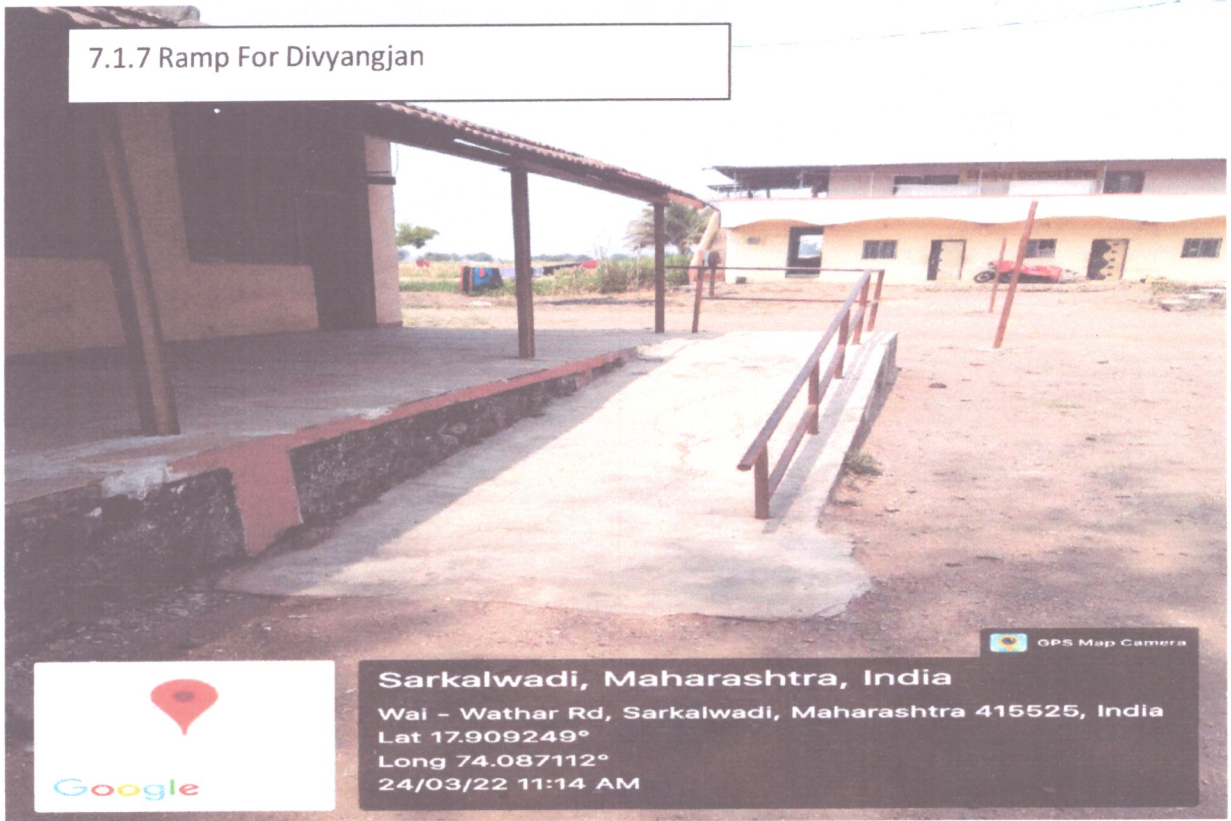 7.1.7 Ramp For Divyangjan
GPS Map Camera
Google
Sarkalwadi, Maharashtra, India
Wai - Wathar Rd, Sarkalwadi, Maharashtra 415525, India
Lat 17.909249°
Long 74.087112°
24/03/22 11:14 AM